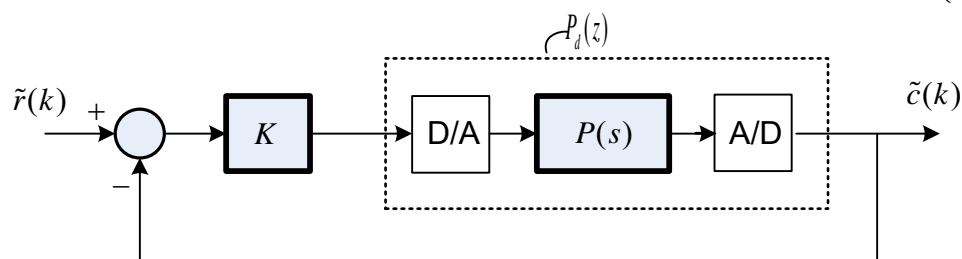 P_d(z)
r̃(k)
+
−
K
D/A
P(s)
A/D
c̃(k)